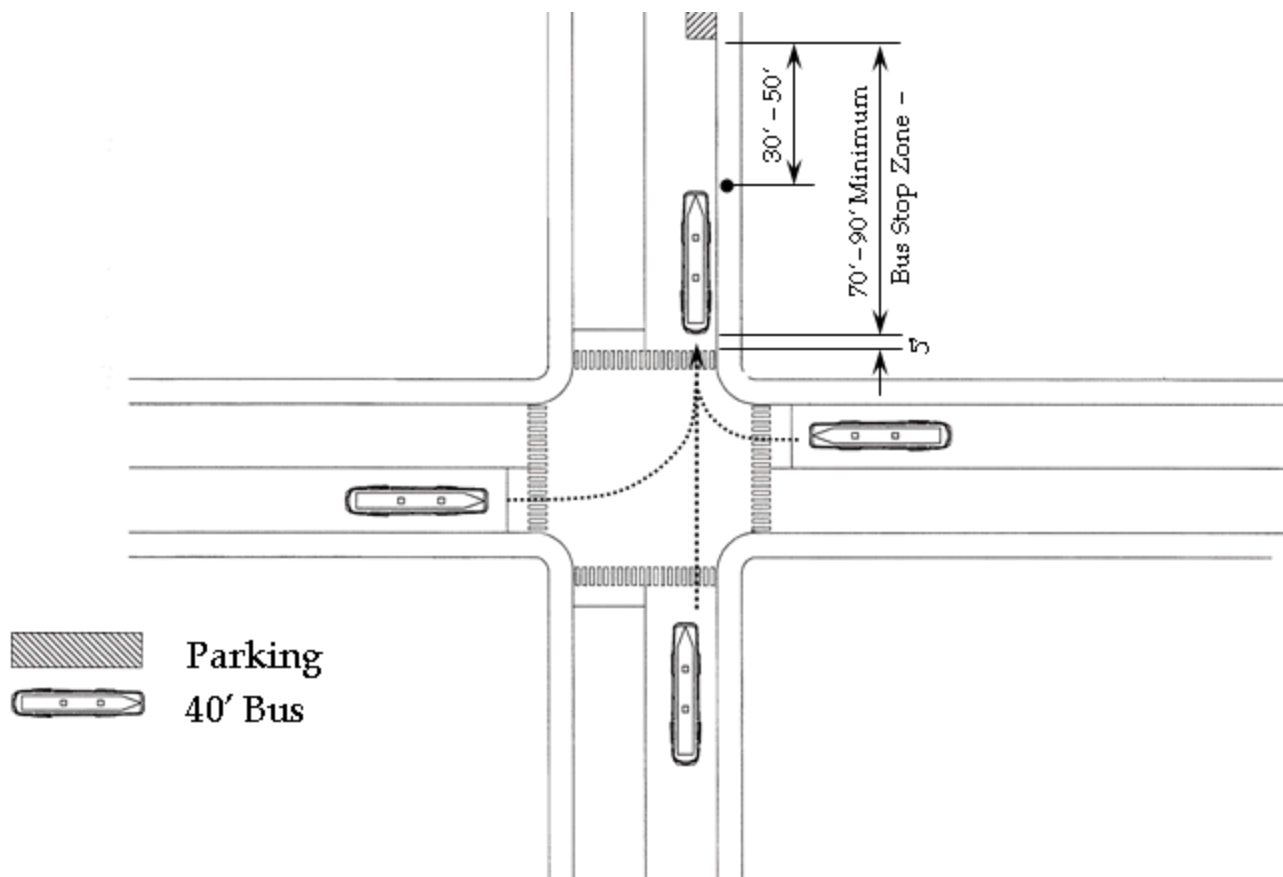 30′ – 50′
70′ – 90′ Minimum
Bus Stop Zone –
5′
Parking
40′ Bus